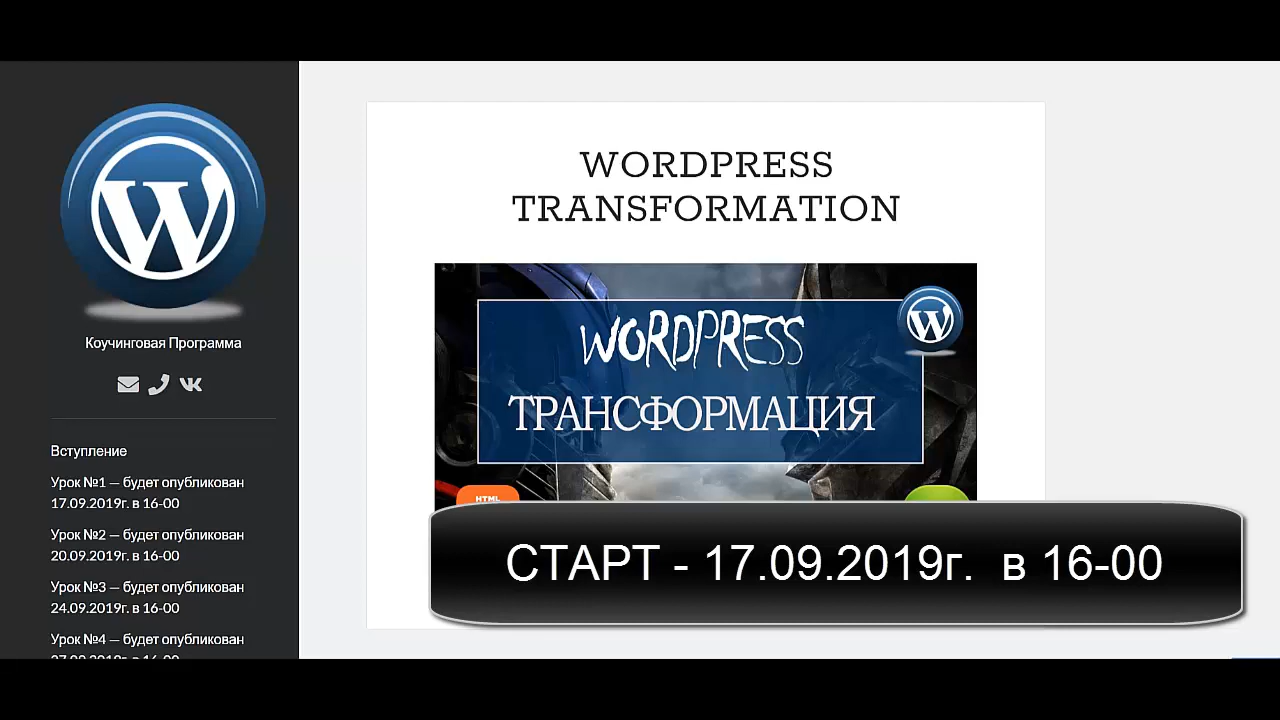 Коучинговая Программа
Вступление
Урок №1 — будет опубликован
17.09.2019г. в 16-00
Урок №2 — будет опубликован
20.09.2019г. в 16-00
Урок №3 — будет опубликован
24.09.2019г. в 16-00
Урок №4 — будет опубликован
WORDPRESS
TRANSFORMATION
WORDPRESS
ТРАНСФОРМАЦИЯ
HTML
СТАРТ - 17.09.2019г. в 16-00